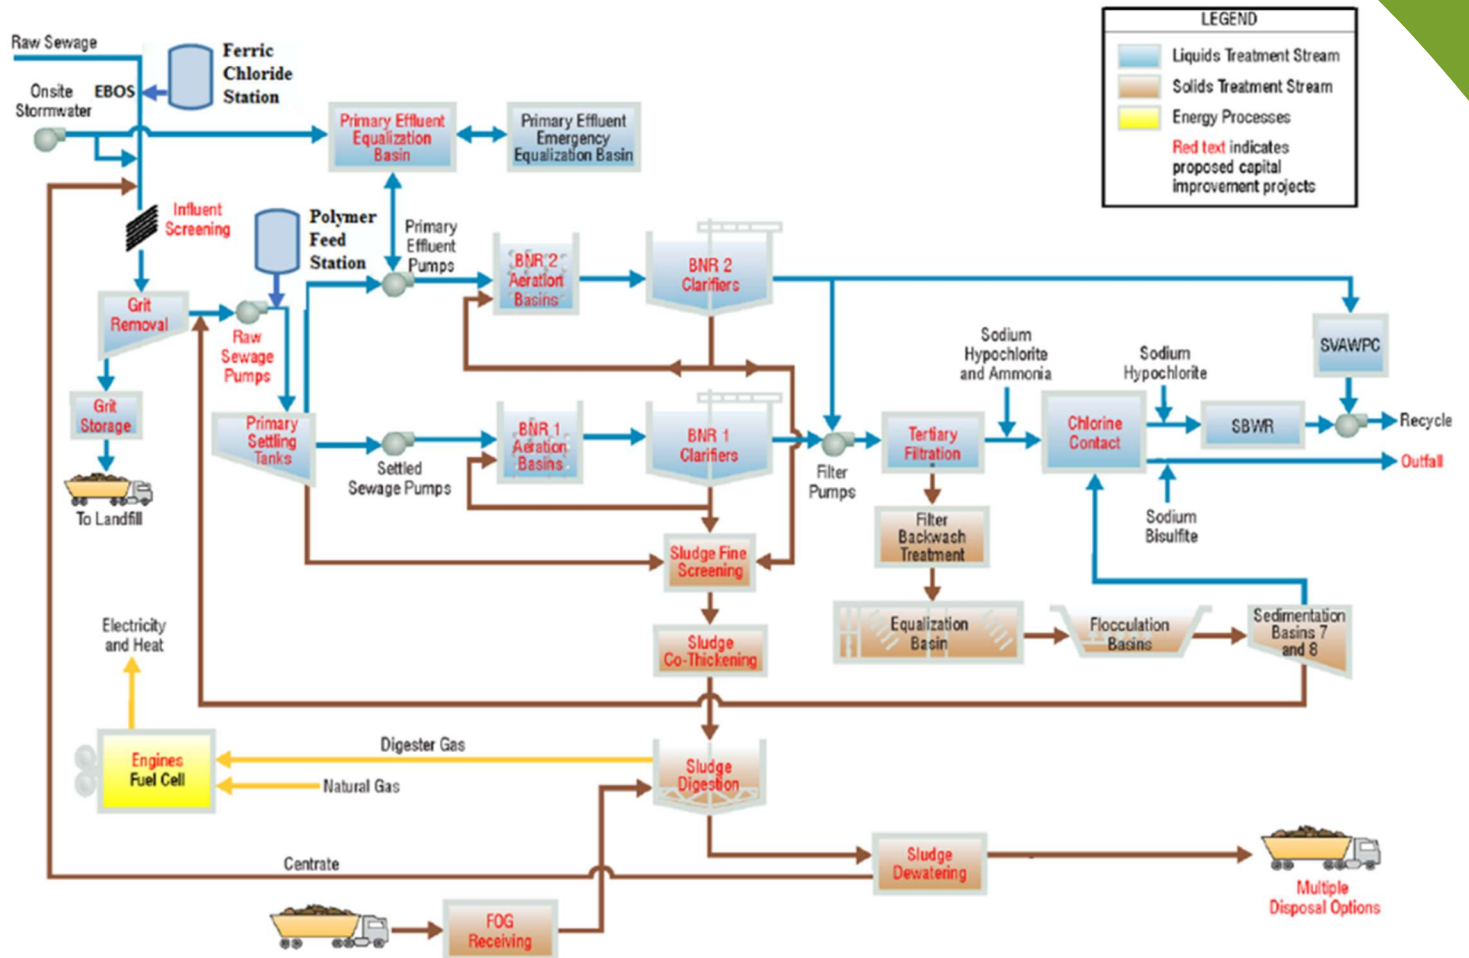 LEGEND
Liquids Treatment Stream
Solids Treatment Stream
Energy Processes
Red text indicates
proposed capital
improvement projects
Raw Sewage
Ferric
Chloride
Station
EBOS
Onsite
Stormwater
Primary Effluent
Equalization
Basin
Primary Effluent
Emergency
Equalization Basin
Influent
Screening
Polymer
Feed
Station
Primary
Effluent
Pumps
BNR 2
Aeration
Basins
BNR 2
Clarifiers
Grit
Removal
Raw
Sewage
Pumps
Sodium
Hypochlorite
and Ammonia
Sodium
Hypochlorite
SVAWPC
Grit
Storage
Primary
Settling
Tanks
Settled
Sewage Pumps
BNR 1
Aeration
Basins
BNR 1
Clarifiers
Filter
Pumps
Tertiary
Filtration
Chlorine
Contact
SBWR
Recycle
Outfall
To Landfill
Sodium
Bisulfite
Filter
Backwash
Treatment
Sludge Fine
Screening
Equalization
Basin
Flocculation
Basins
Sedimentation
Basins 7
and 8
Sludge
Co-Thickening
Electricity
and Heat
Engines
Fuel Cell
Digester Gas
Natural Gas
Sludge
Digestion
Centrate
Sludge
Dewatering
Multiple
Disposal Options
FOG
Receiving